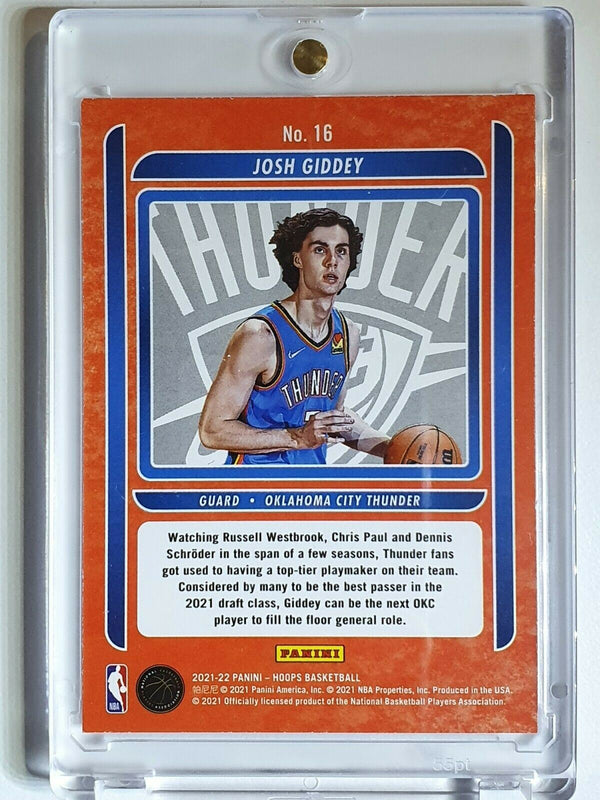 No. 16
JOSH GIDDEY
THUNDER
THUNDER
GUARD • OKLAHOMA CITY THUNDER
Watching Russell Westbrook, Chris Paul and Dennis
Schröder in the span of a few seasons, Thunder fans
got used to having a top-tier playmaker on their team.
Considered by many to be the best passer in the
2021 draft class, Giddey can be the next OKC
player to fill the floor general role.
PANINI
2021-22 PANINI – HOOPS BASKETBALL
帕尼尼 © 2021 Panini America, Inc. © 2021 NBA Properties, Inc. Produced in the USA.
© 2021 Officially licensed product of the National Basketball Players Association.
NBA
55pt